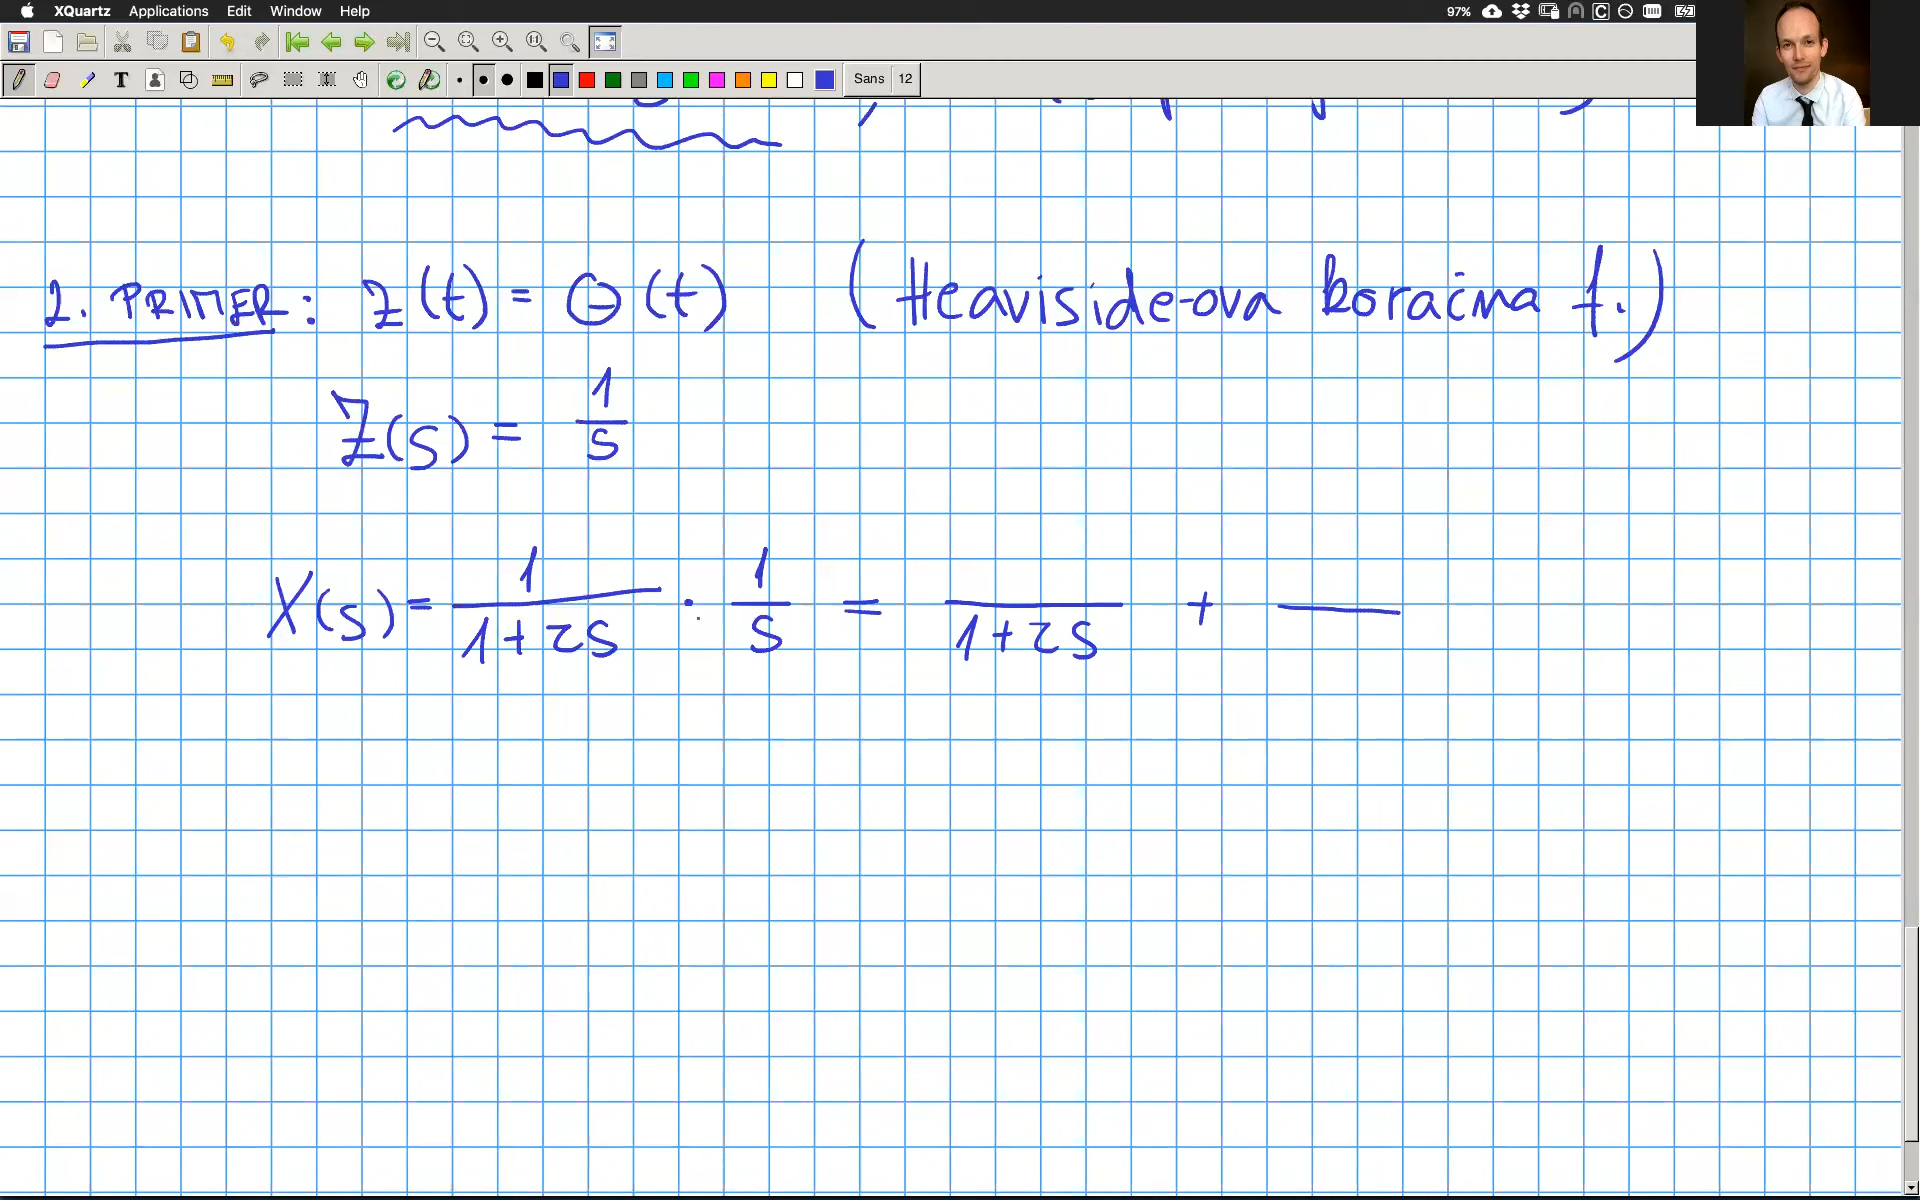 XQuartz Applications Edit Window Help 97%
Sans 12
2. PRIMER: z(t) = Θ(t) (Heaviside-ova koračna f.)
Z(s) = 1/s
X(s) = 1/(1+τs) · 1/s = /(1+τs) + /